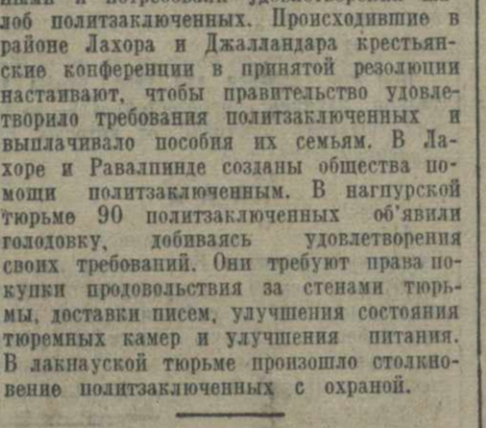 лоб политзаключенных. Происходившие в
районе Лахора и Джалландара крестьян-
ские конференции в принятой резолюции
настаивают, чтобы правительство удовле-
творило требования политзаключенных и
выплачивало пособия их семьям. В Ла-
хоре и Равалпинде созданы общества по-
мощи политзаключенным. В нагпурской
тюрьме 90 политзаключенных об'явили
голодовку, добиваясь удовлетворения
своих требований. Они требуют права по-
купки продовольствия за стенами тюрь-
мы, доставки писем, улучшения состояния
тюремных камер и улучшения питания.
В лакнауской тюрьме произошло столкно-
вение политзаключенных с охраной.